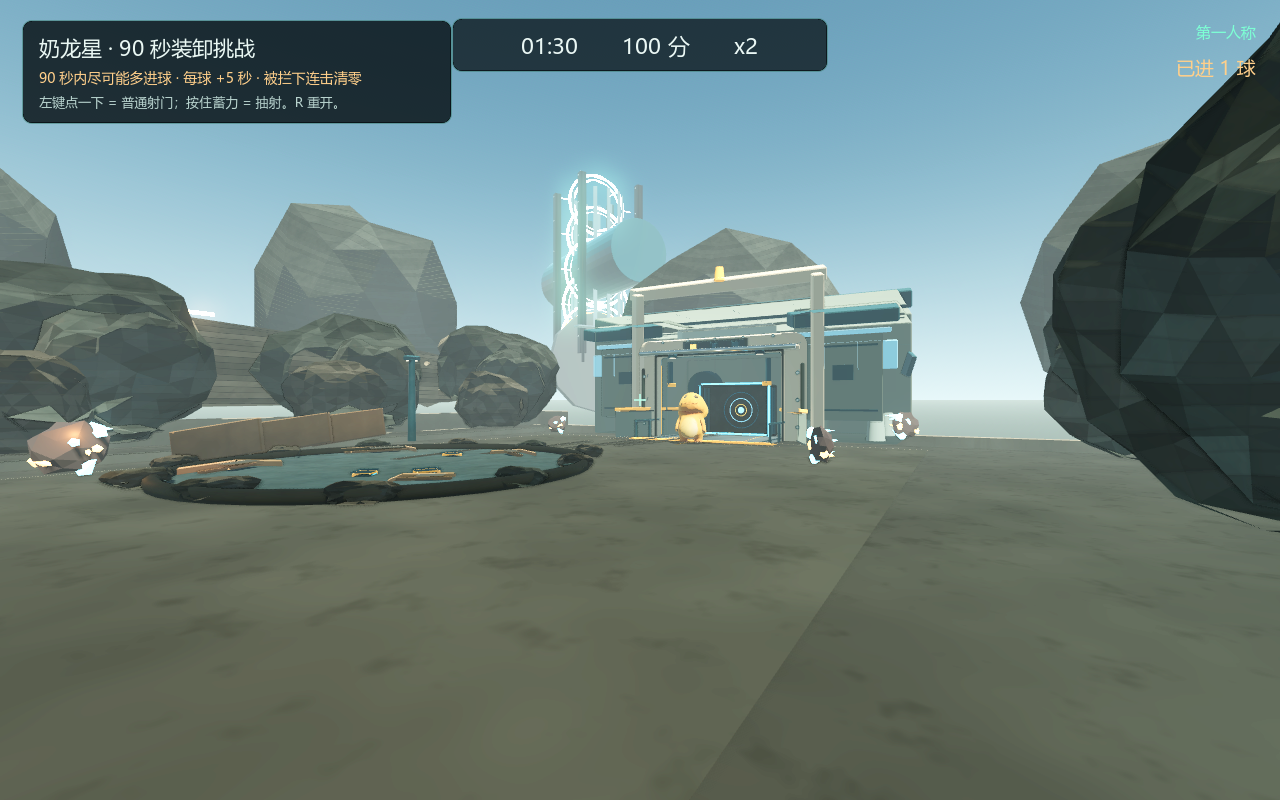 奶龙星 · 90 秒装卸挑战
90 秒内尽可能多进球 · 每球 +5 秒 · 被拦下连击清零
左键点一下 = 普通射门；按住蓄力 = 抽射。R 重开。
01:30 100 分 x2
第一人称
已进 1 球